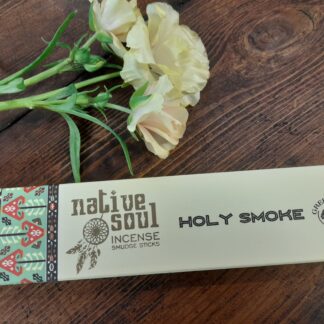 native
soul
INCENSE
SMUDGE STICKS
HOLY SMOKE